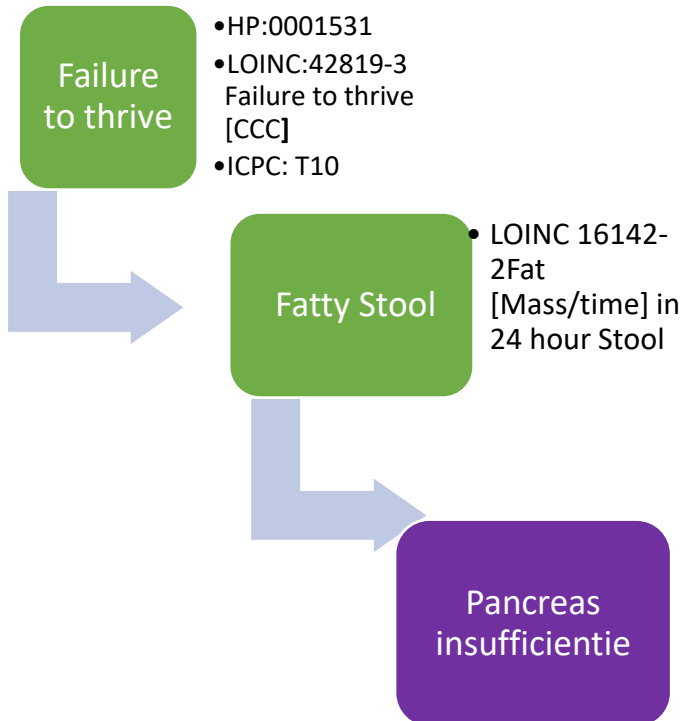 Failure
to thrive
•HP:0001531
•LOINC:42819-3
Failure to thrive
[CCC]
•ICPC: T10
Fatty Stool
• LOINC 16142-
2Fat
[Mass/time] in
24 hour Stool
Pancreas
insufficientie